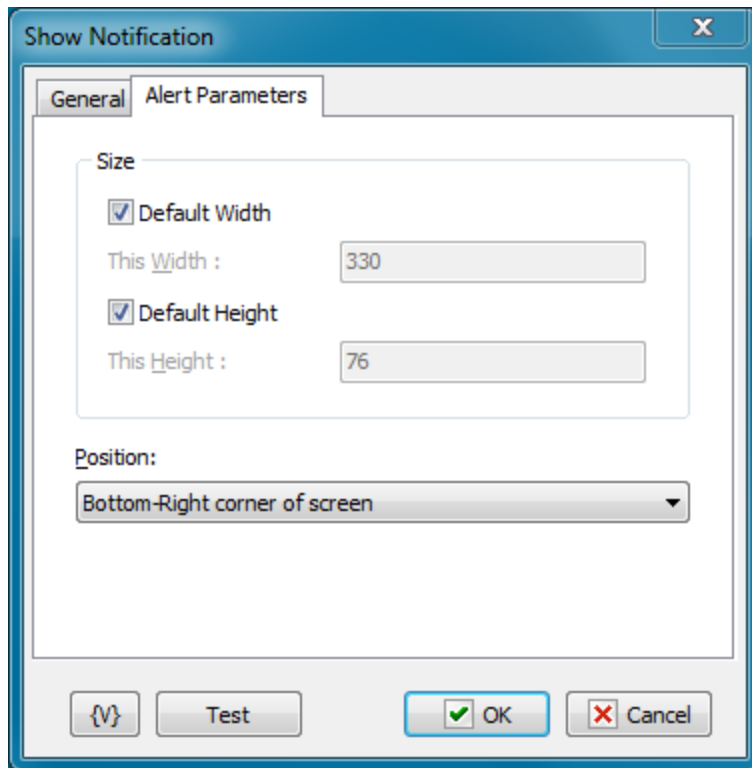 Show Notification
General Alert Parameters
Size
Default Width
This Width : 330
Default Height
This Height : 76
Position:
Bottom-Right corner of screen
{V} Test OK Cancel